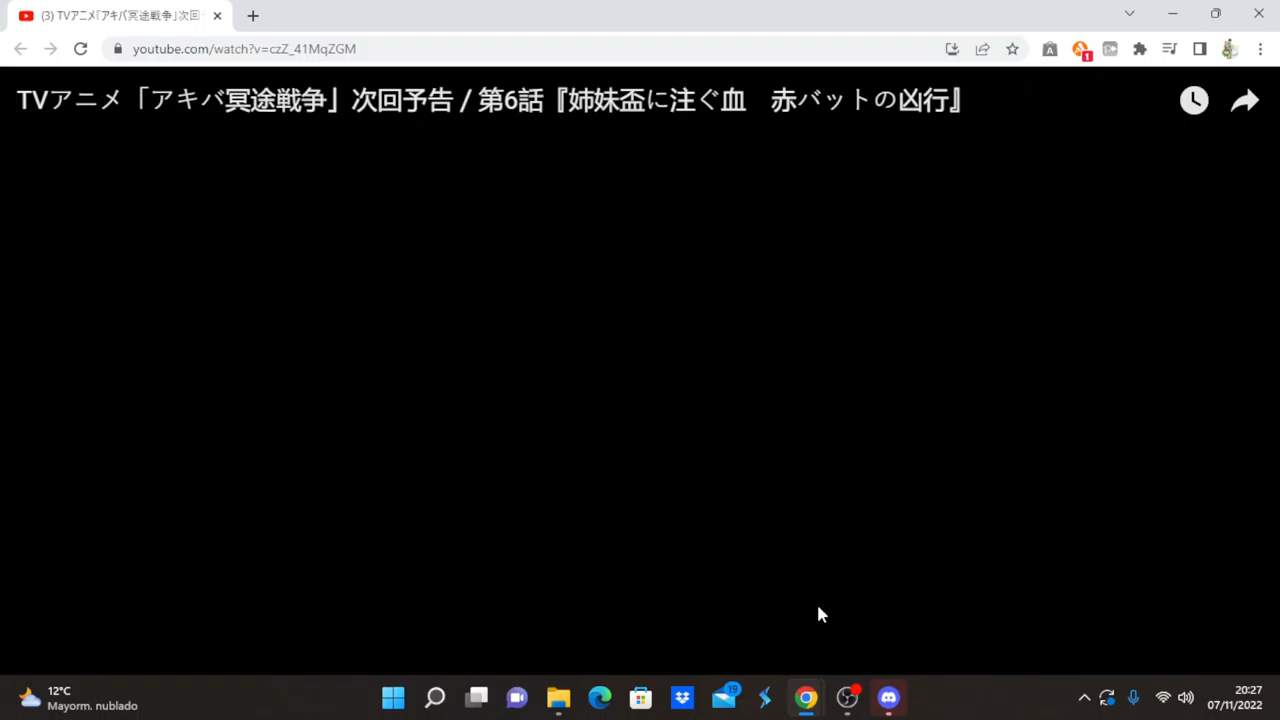 (3) TVアニメ「アキバ冥途戦争」次回
youtube.com/watch?v=czZ_41MqZGM
1
TVアニメ「アキバ冥途戦争」次回予告 / 第6話『姉妹盃に注ぐ血　赤バットの凶行』
12°C
Mayorm. nublado
19
20:27
07/11/2022